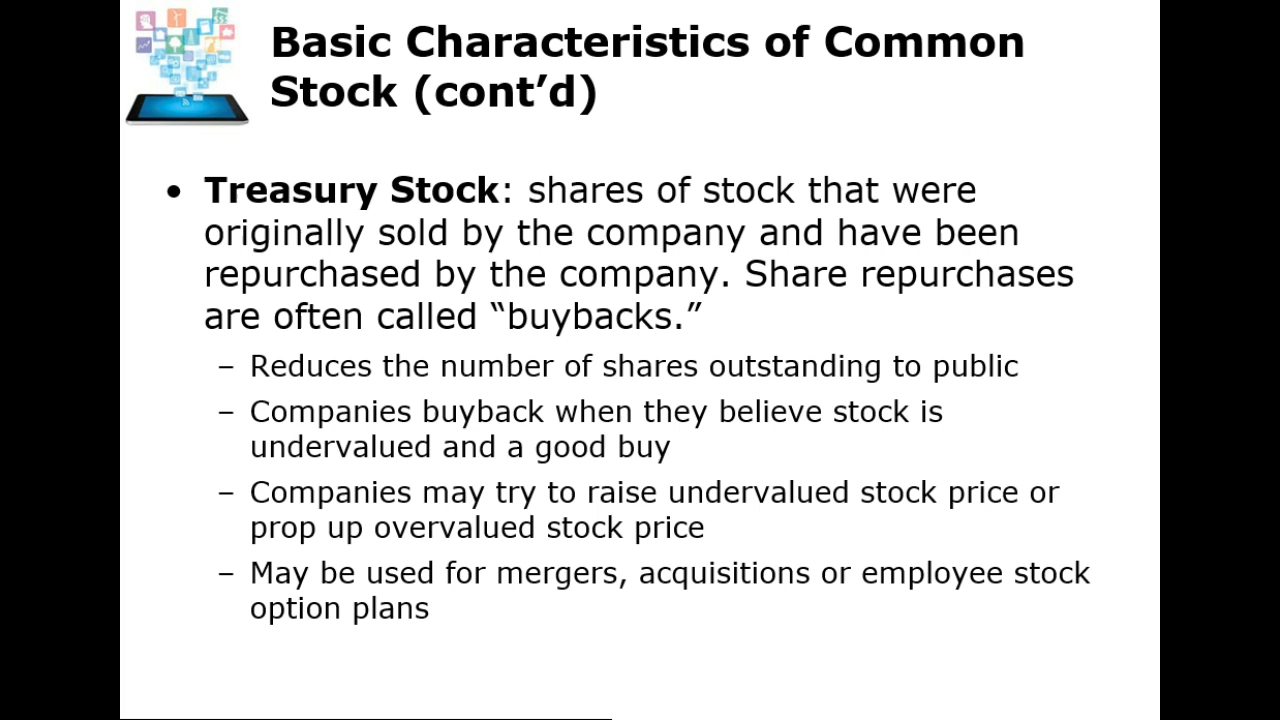 Basic Characteristics of Common
Stock (cont’d)
• Treasury Stock: shares of stock that were
originally sold by the company and have been
repurchased by the company. Share repurchases
are often called “buybacks.”
– Reduces the number of shares outstanding to public
– Companies buyback when they believe stock is
undervalued and a good buy
– Companies may try to raise undervalued stock price or
prop up overvalued stock price
– May be used for mergers, acquisitions or employee stock
option plans